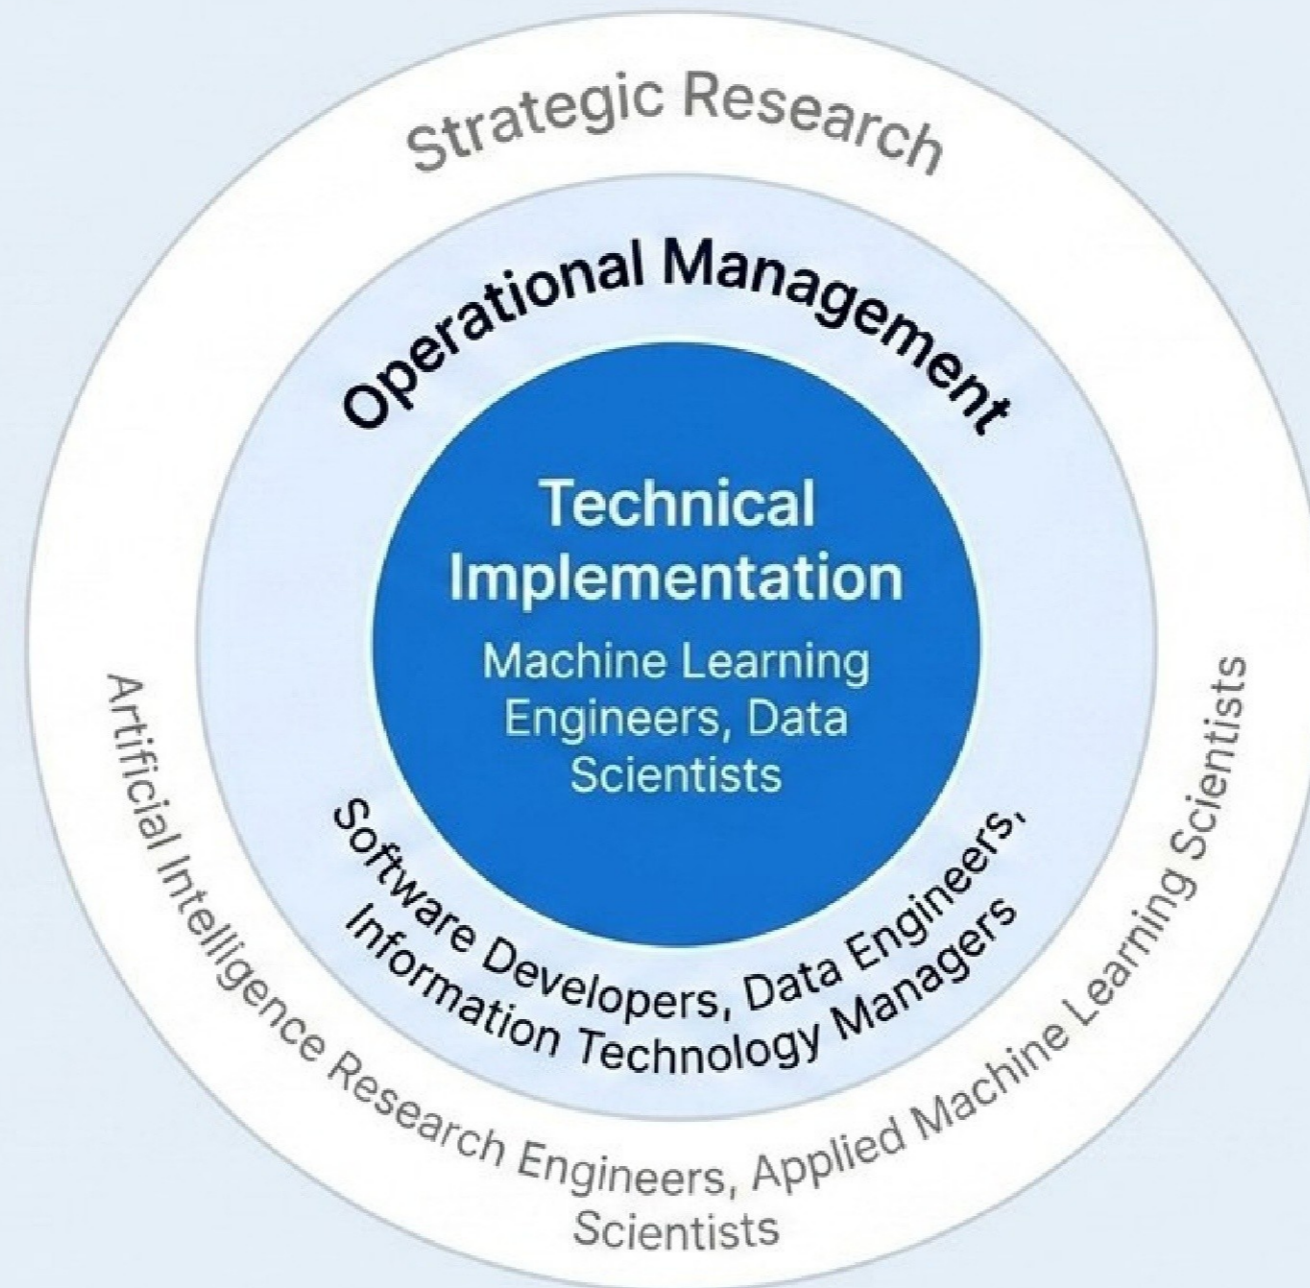 Strategic Research
Operational Management
Technical
Implementation
Machine Learning
Engineers, Data
Scientists
Software Developers, Data Engineers,
Information Technology Managers
Artificial Intelligence Research Engineers, Applied Machine Learning Scientists
Scientists